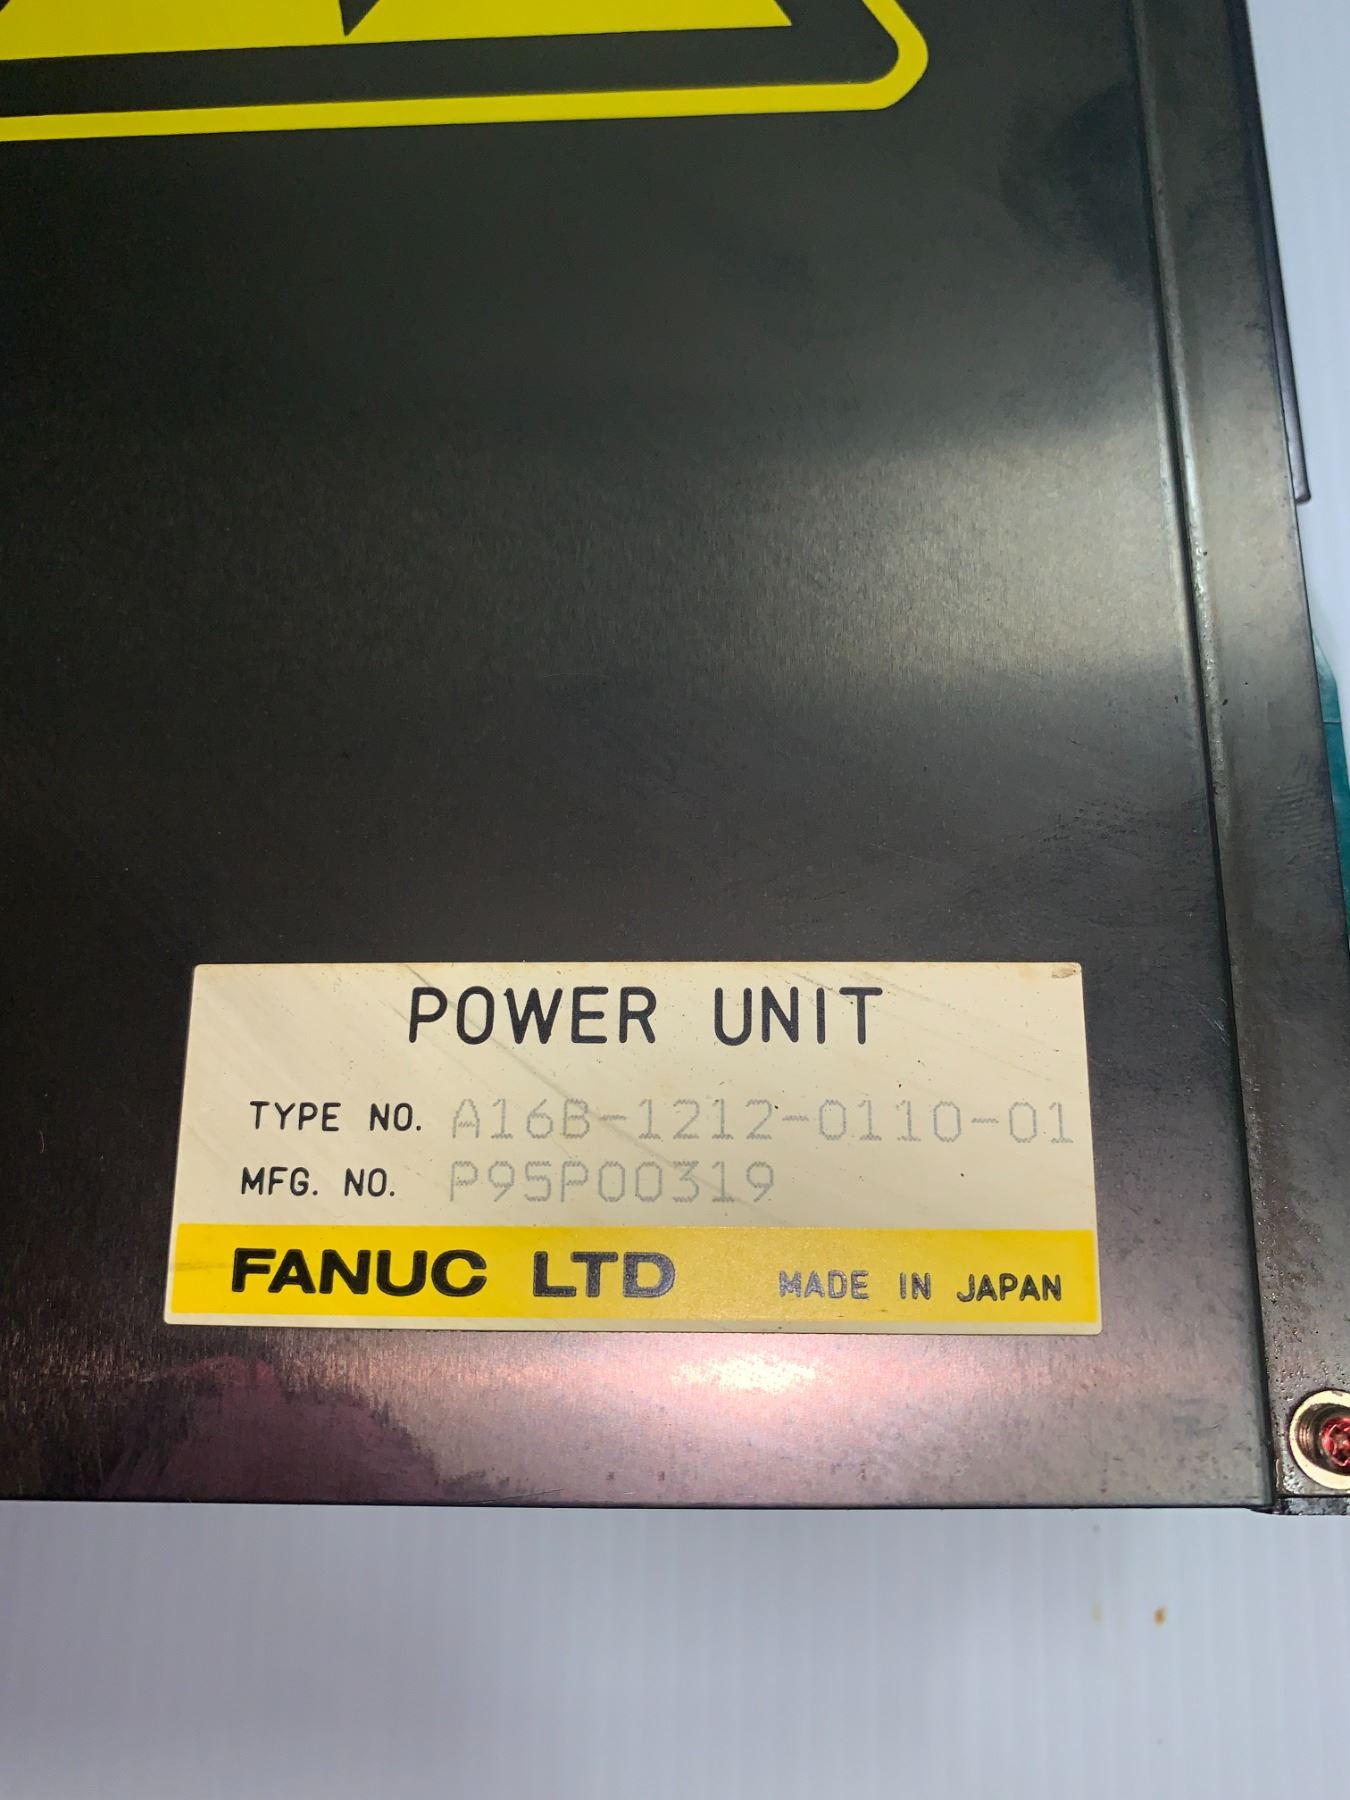 POWER UNIT
TYPE NO. A16B-1212-0110-01
MFG. NO. P95P00319
FANUC LTD MADE IN JAPAN